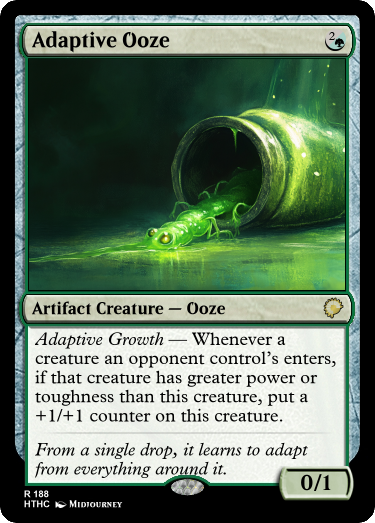 Adaptive Ooze
2
Artifact Creature — Ooze
Adaptive Growth — Whenever a
creature an opponent control's enters,
if that creature has greater power or
toughness than this creature, put a
+1/+1 counter on this creature.
From a single drop, it learns to adapt
from everything around it.
0/1
R 188
HTHC Midjourney